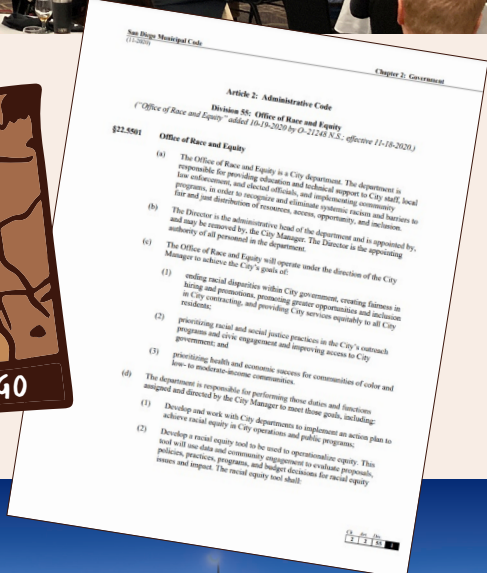 San Diego Municipal Code
(11-2020)
Chapter 2: Government
Article 2: Administrative Code
Division 55: Office of Race and Equity
("Office of Race and Equity" added 10-19-2020 by O-21248 N.S.; effective 11-18-2020.)
§22.5501 Office of Race and Equity
(a) The Office of Race and Equity is a City department. The department is
responsible for providing education and technical support to City staff, local
law enforcement, and elected officials, and implementing community
programs, in order to recognize and eliminate systemic racism and barriers to
fair and just distribution of resources, access, opportunity, and inclusion.
(b) The Director is the administrative head of the department and is appointed by,
and may be removed by, the City Manager. The Director is the appointing
authority of all personnel in the department.
(c) The Office of Race and Equity will operate under the direction of the City
Manager to achieve the City's goals of:
(1) ending racial disparities within City government, creating fairness in
hiring and promotions, promoting greater opportunities and inclusion
in City contracting, and providing City services equitably to all City
residents;
(2) prioritizing racial and social justice practices in the City's outreach
programs and civic engagement and improving access to City
government; and
(3) prioritizing health and economic success for communities of color and
low- to moderate-income communities.
(d) The department is responsible for performing those duties and functions
assigned and directed by the City Manager to meet those goals, including:
(1) Develop and work with City departments to implement an action plan to
achieve racial equity in City operations and public programs;
(2) Develop a racial equity tool to be used to operationalize equity. This
tool will use data and community engagement to evaluate proposals,
policies, practices, programs, and budget decisions for racial equity
issues and impact. The racial equity tool shall:
GO
Ch. Art. Div.
2 2 55 1